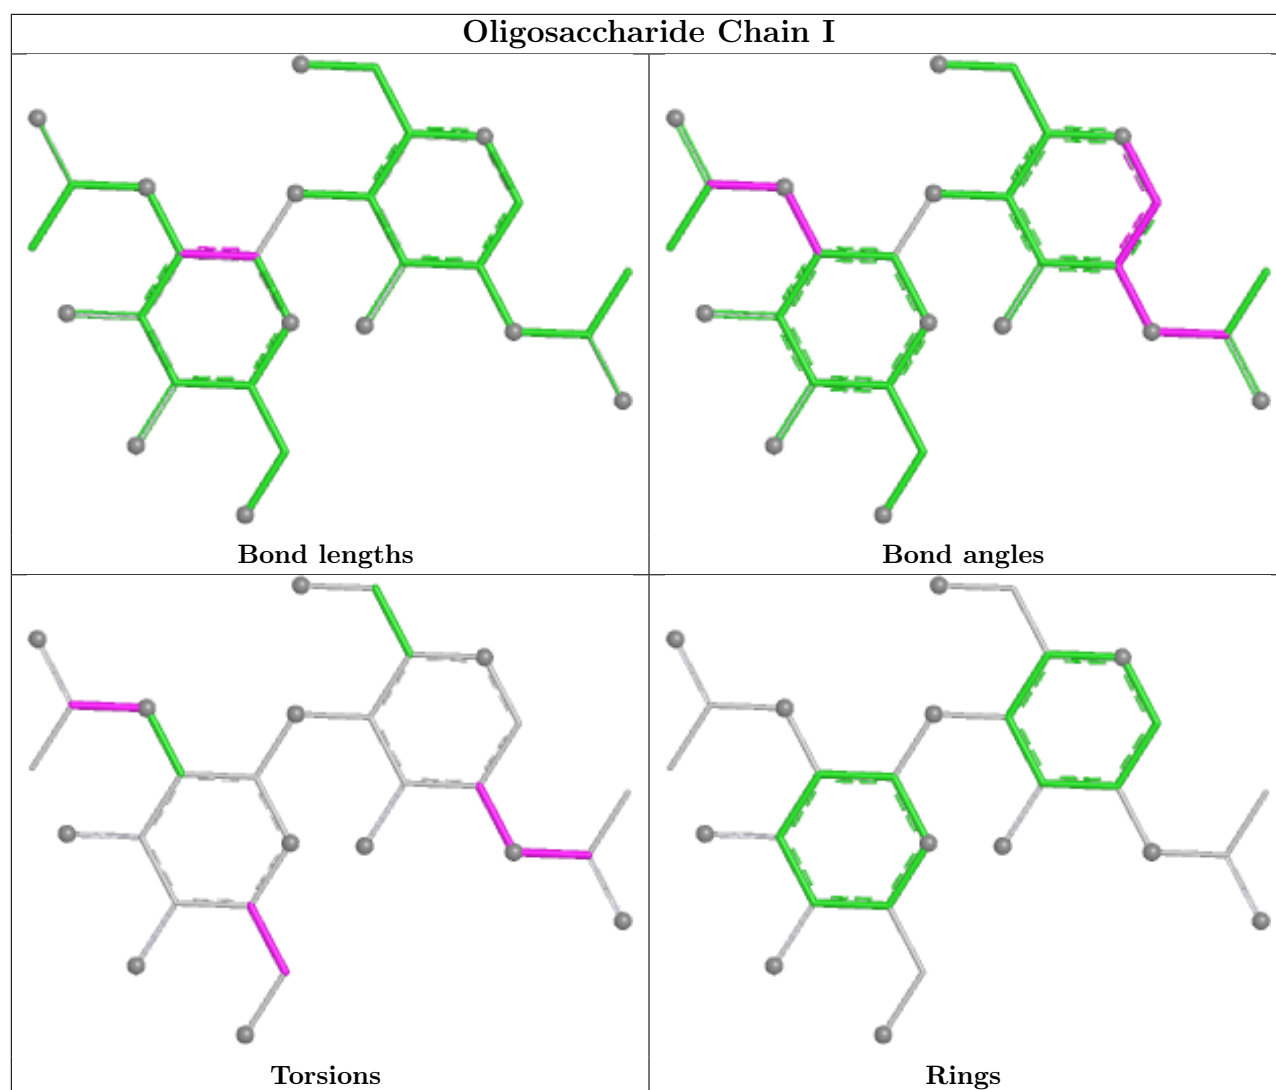 Oligosaccharide Chain I
Bond lengths
Bond angles
Torsions
Rings